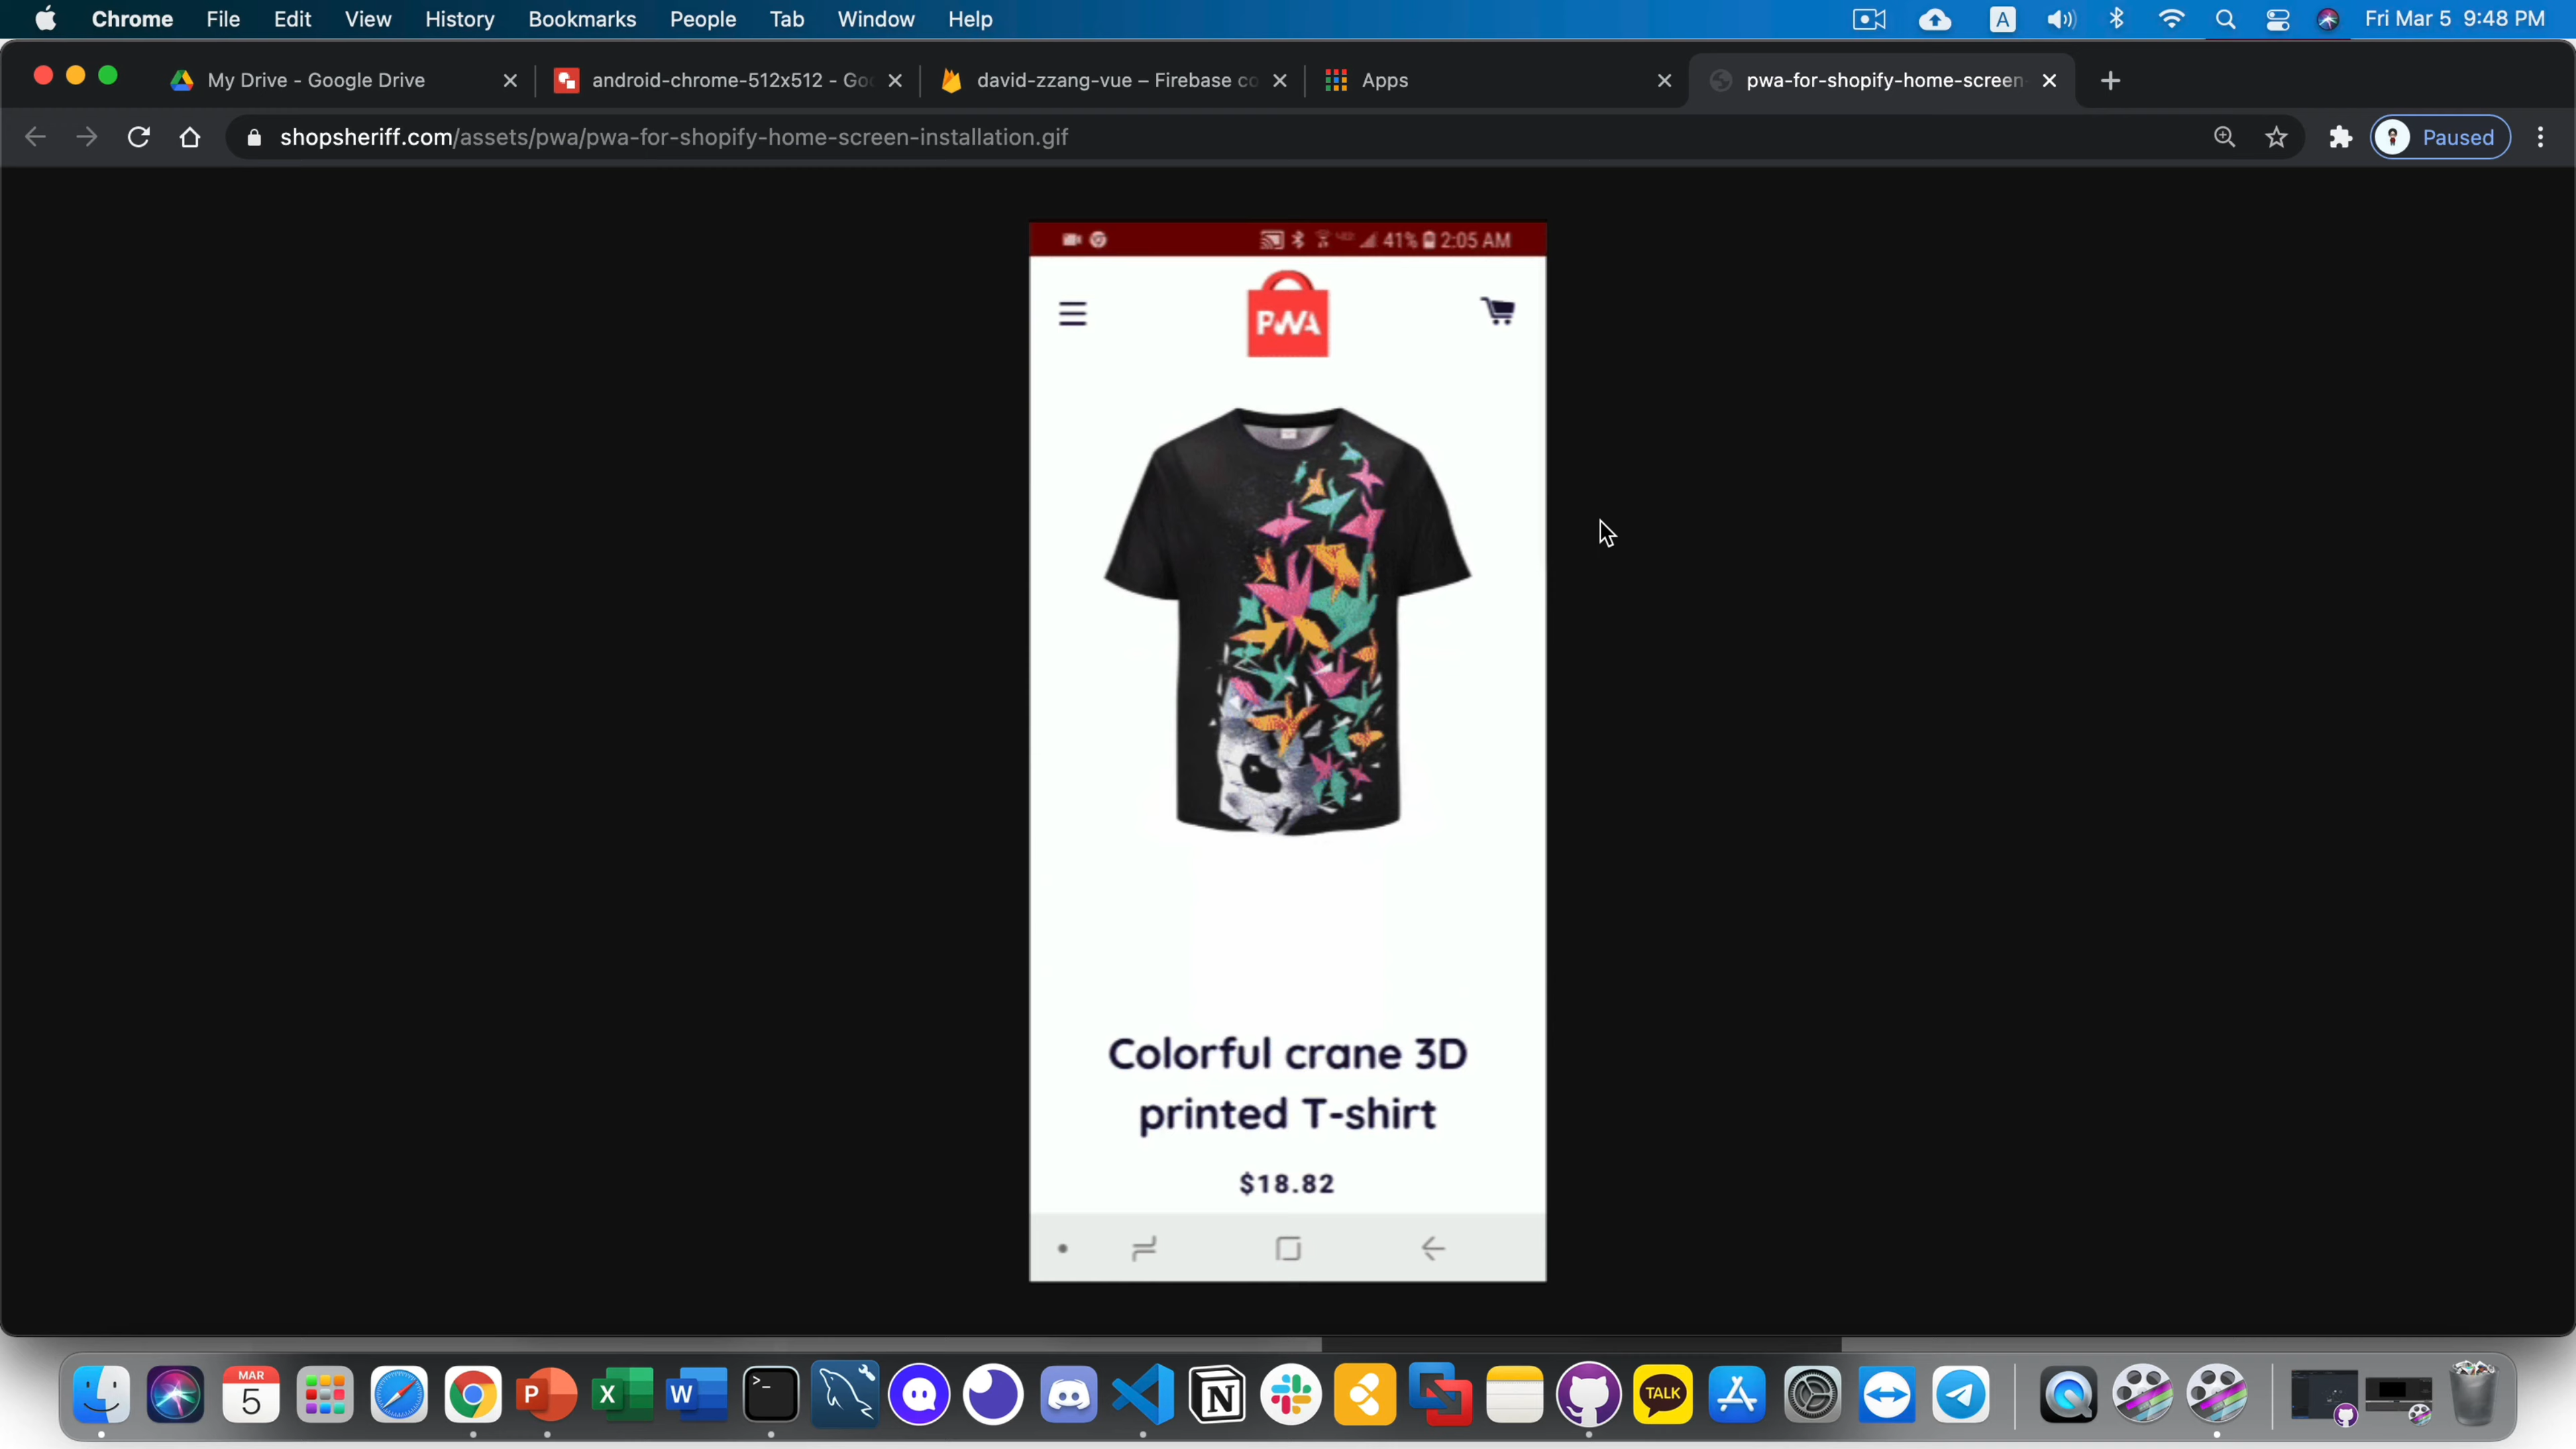 Chrome File Edit View History Bookmarks People Tab Window Help A Fri Mar 5 9:48 PM
My Drive - Google Drive android-chrome-512x512 - Goo david-zzang-vue – Firebase co Apps pwa-for-shopify-home-screen-
shopsheriff.com/assets/pwa/pwa-for-shopify-home-screen-installation.gif Paused
41% 2:05 AM
PWA
Colorful crane 3D
printed T-shirt
$18.82
MAR
5 P X W >_ N TALK